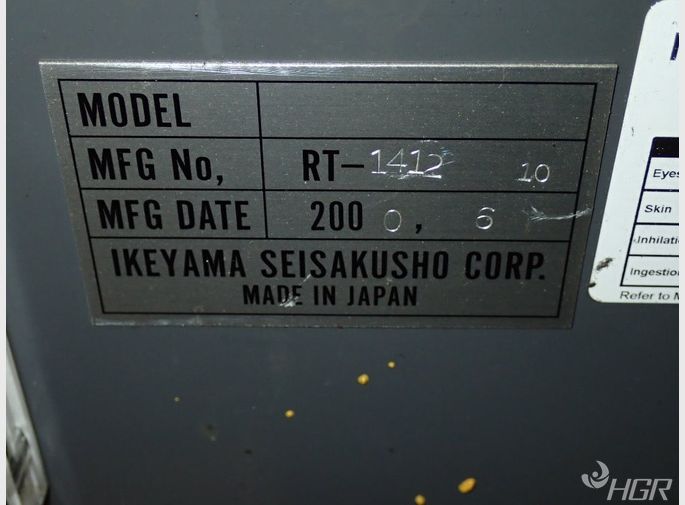 MODEL
MFG No, RT-1412 10
MFG DATE 200 0, 6
IKEYAMA SEISAKUSHO CORP.
MADE IN JAPAN
Eyes
Skin
Inhilati
Ingestion
Refer to
HGR